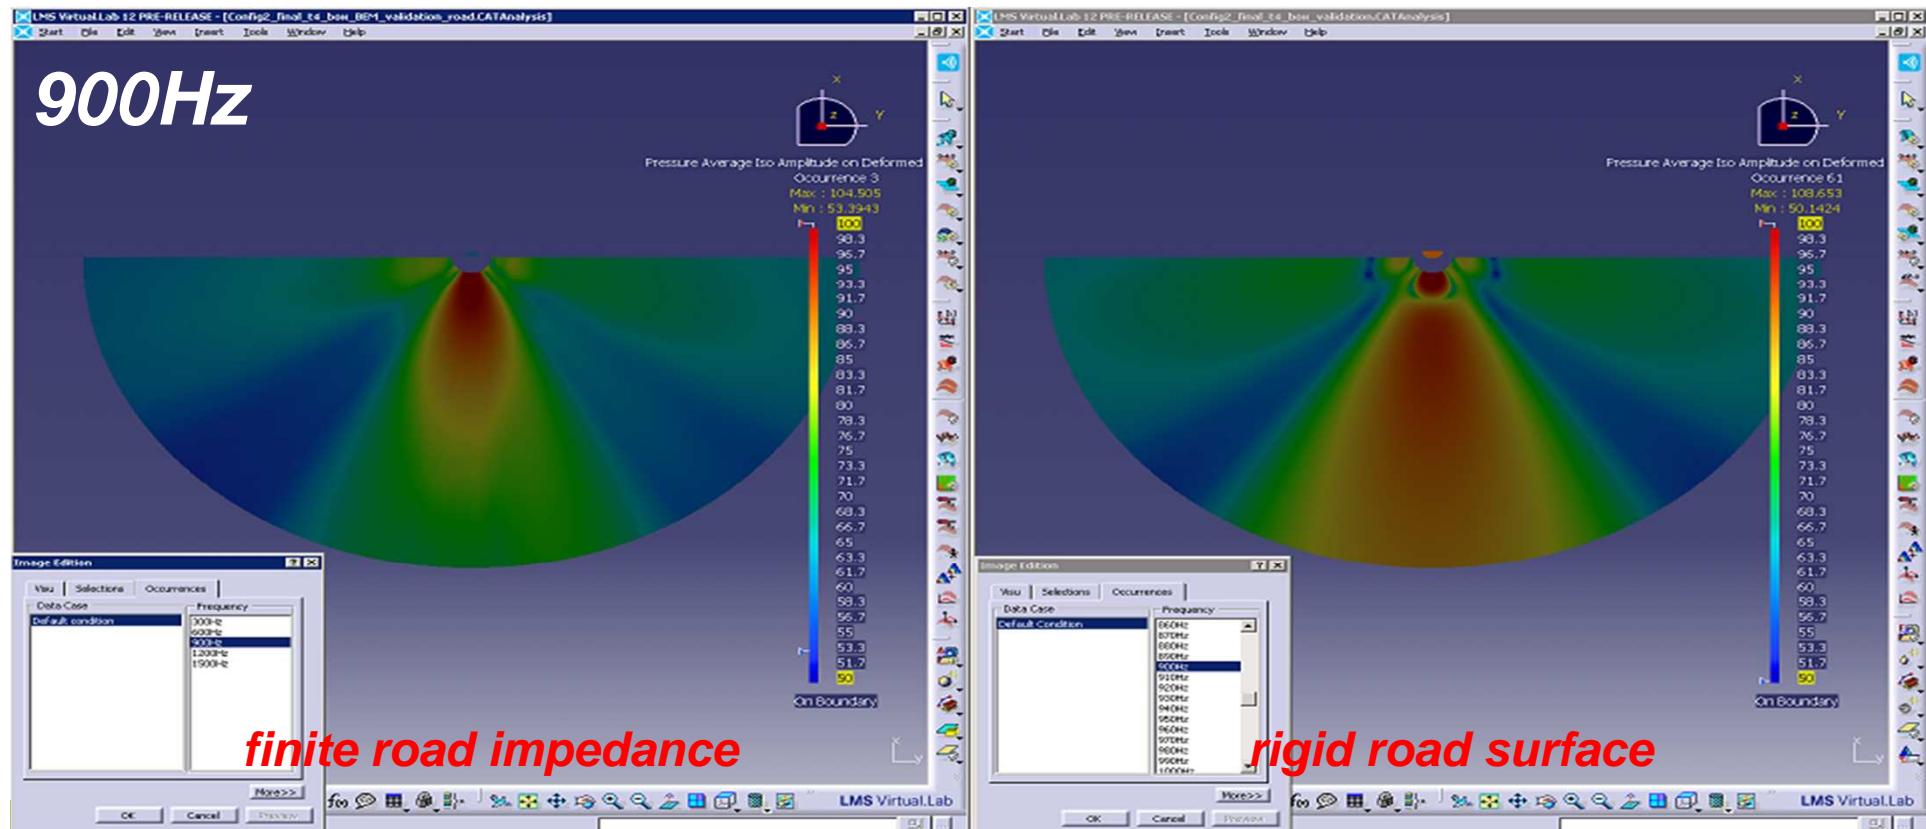 LMS Virtual.Lab 12 PRE-RELEASE - [Config2_final_t4_box_BEM_validation_road.CATAnalysis]
Start File Edit View Insert Tools Window Help
900Hz
X
Y
z
Pressure Average Iso Amplitude on Deformed
Occurrence 3
Max : 104.505
Min : 53.3943
100
98.3
96.7
95
93.3
91.7
90
88.3
86.7
85
83.3
81.7
80
78.3
76.7
75
73.3
71.7
70
68.3
66.7
65
63.3
61.7
60
58.3
56.7
55
53.3
51.7
50
On Boundary
Image Edition
Visu Selections Occurrences
Data Case
Default condition
Frequency
300Hz
600Hz
900Hz
1200Hz
1500Hz
More>>
OK Cancel Preview
finite road impedance
x
y
LMS Virtual.Lab
LMS Virtual.Lab 12 PRE-RELEASE - [Config2_final_t4_box_validation.CATAnalysis]
Start File Edit View Insert Tools Window Help
X
Y
z
Pressure Average Iso Amplitude on Deformed
Occurrence 61
Max : 108.653
Min : 50.1424
100
98.3
96.7
95
93.3
91.7
90
88.3
86.7
85
83.3
81.7
80
78.3
76.7
75
73.3
71.7
70
68.3
66.7
65
63.3
61.7
60
58.3
56.7
55
53.3
51.7
50
On Boundary
Image Edition
Visu Selections Occurrences
Data Case
Default Condition
Frequency
860Hz
870Hz
880Hz
890Hz
900Hz
910Hz
920Hz
930Hz
940Hz
950Hz
960Hz
970Hz
980Hz
990Hz
1000Hz
More>>
OK Cancel Preview
rigid road surface
x
y
LMS Virtual.Lab